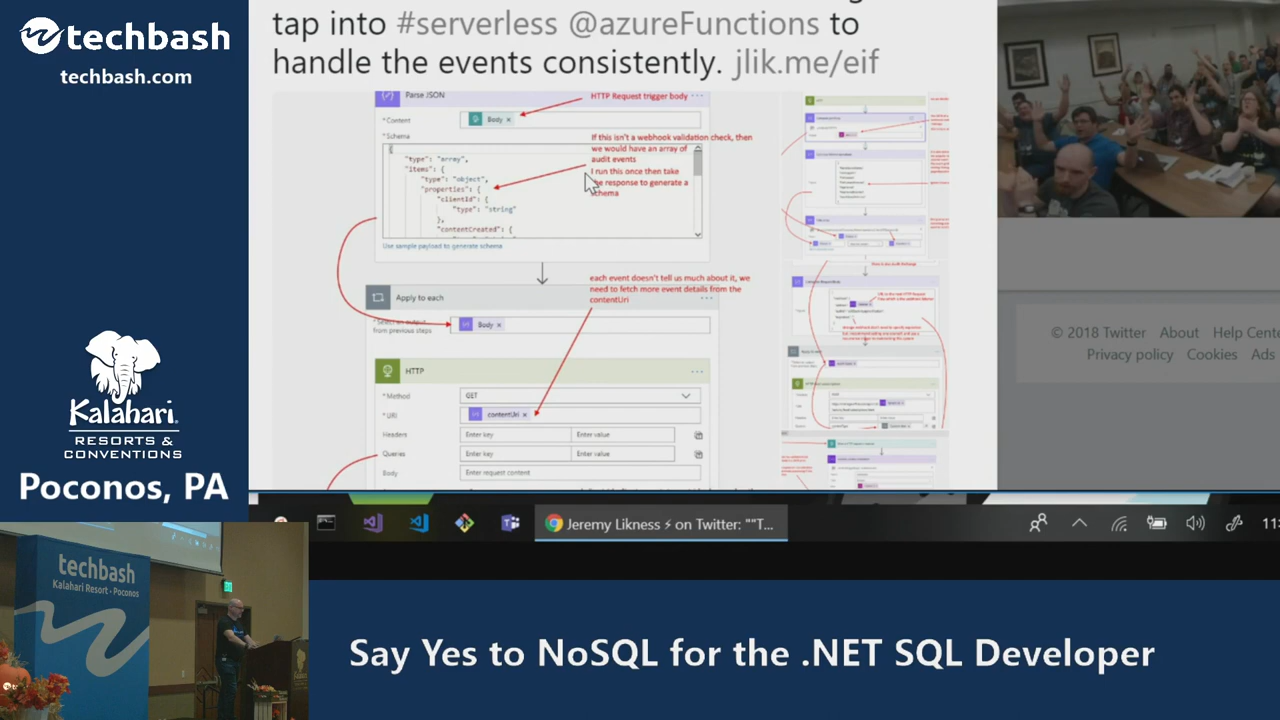 techbash
techbash.com
Kalahari®
RESORTS &
CONVENTIONS
Poconos, PA
tap into #serverless @azureFunctions to
handle the events consistently. jlik.me/eif
Parse JSON
HTTP Request trigger body
* Content
Body ×
* Schema
If this isn't a webhook validation check, then
we would have an array of
audit events
I run this once then take
the response to generate a
schema
"type": "array",
"items": {
"type": "object",
"properties": {
"clientId": {
"type": "string"
},
"contentCreated": {
Use sample payload to generate schema
each event doesn't tell us much about it, we
need to fetch more event details from the
contentUri
Apply to each
* Select an output
from previous steps
Body ×
HTTP
* Method
GET
* URI
contentUri ×
Headers
Enter key
Enter value
Queries
Enter key
Enter value
Body
Enter request content
© 2018 Twitter About Help
Privacy policy Cookies Ads
Jeremy Likness ⚡ on Twitter: ""T...
techbash
Kalahari Resort - Poconos
Say Yes to NoSQL for the .NET SQL Developer